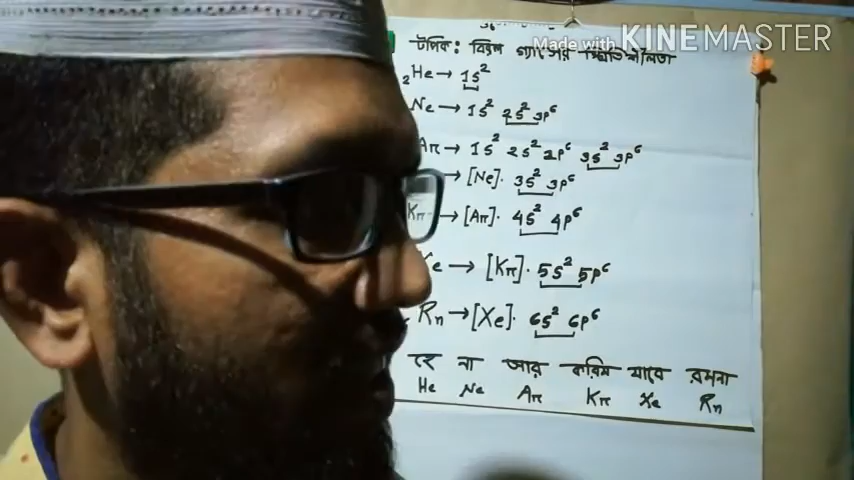 Made with KINEMASTER
টপিক: বিরল গ্যাসের স্থিতিশীলতা
₂He → 1s²
Ne → 1s² 2s² 3p⁶
Ar → 1s² 2s² 2p⁶ 3s² 3p⁶
→ [Ne]. 3s² 3p⁶
Kr → [Ar]. 4s² 4p⁶
Xe → [Kr]. 5s² 5p⁶
Rn → [Xe]. 6s² 6p⁶
হে না আর করিম যাবে রমনা
He Ne Ar Kr Xe Rn